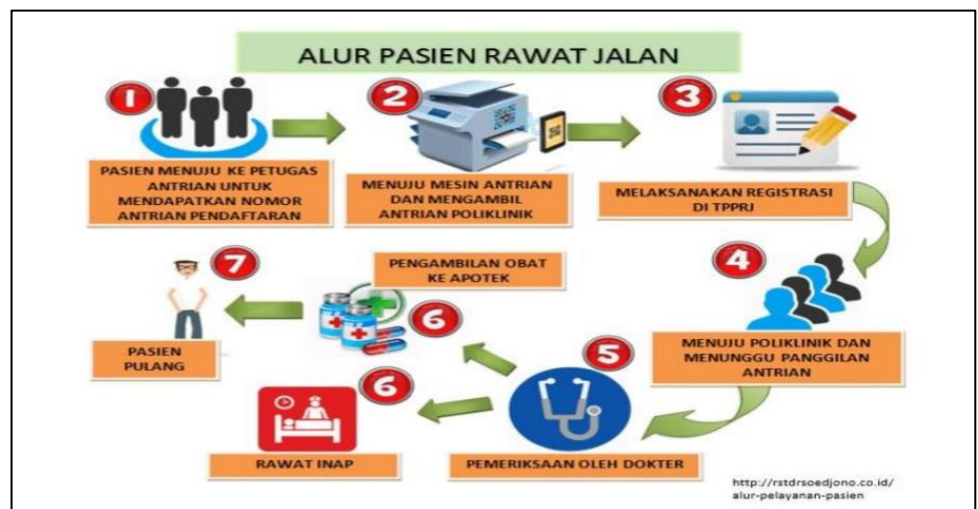 ALUR PASIEN RAWAT JALAN
1
PASIEN MENUJU KE PETUGAS
ANTRIAN UNTUK
MENDAPATKAN NOMOR
ANTRIAN PENDAFTARAN
2
MENUJU MESIN ANTRIAN
DAN MENGAMBIL
ANTRIAN POLIKLINIK
3
MELAKSANAKAN REGISTRASI
DI TPPRJ
4
MENUJU POLIKLINIK DAN
MENUNGGU PANGGILAN
ANTRIAN
5
PEMERIKSAAN OLEH DOKTER
6
PENGAMBILAN OBAT
KE APOTEK
6
RAWAT INAP
7
PASIEN
PULANG
http://rstdrsoedjono.co.id/
alur-pelayanan-pasien